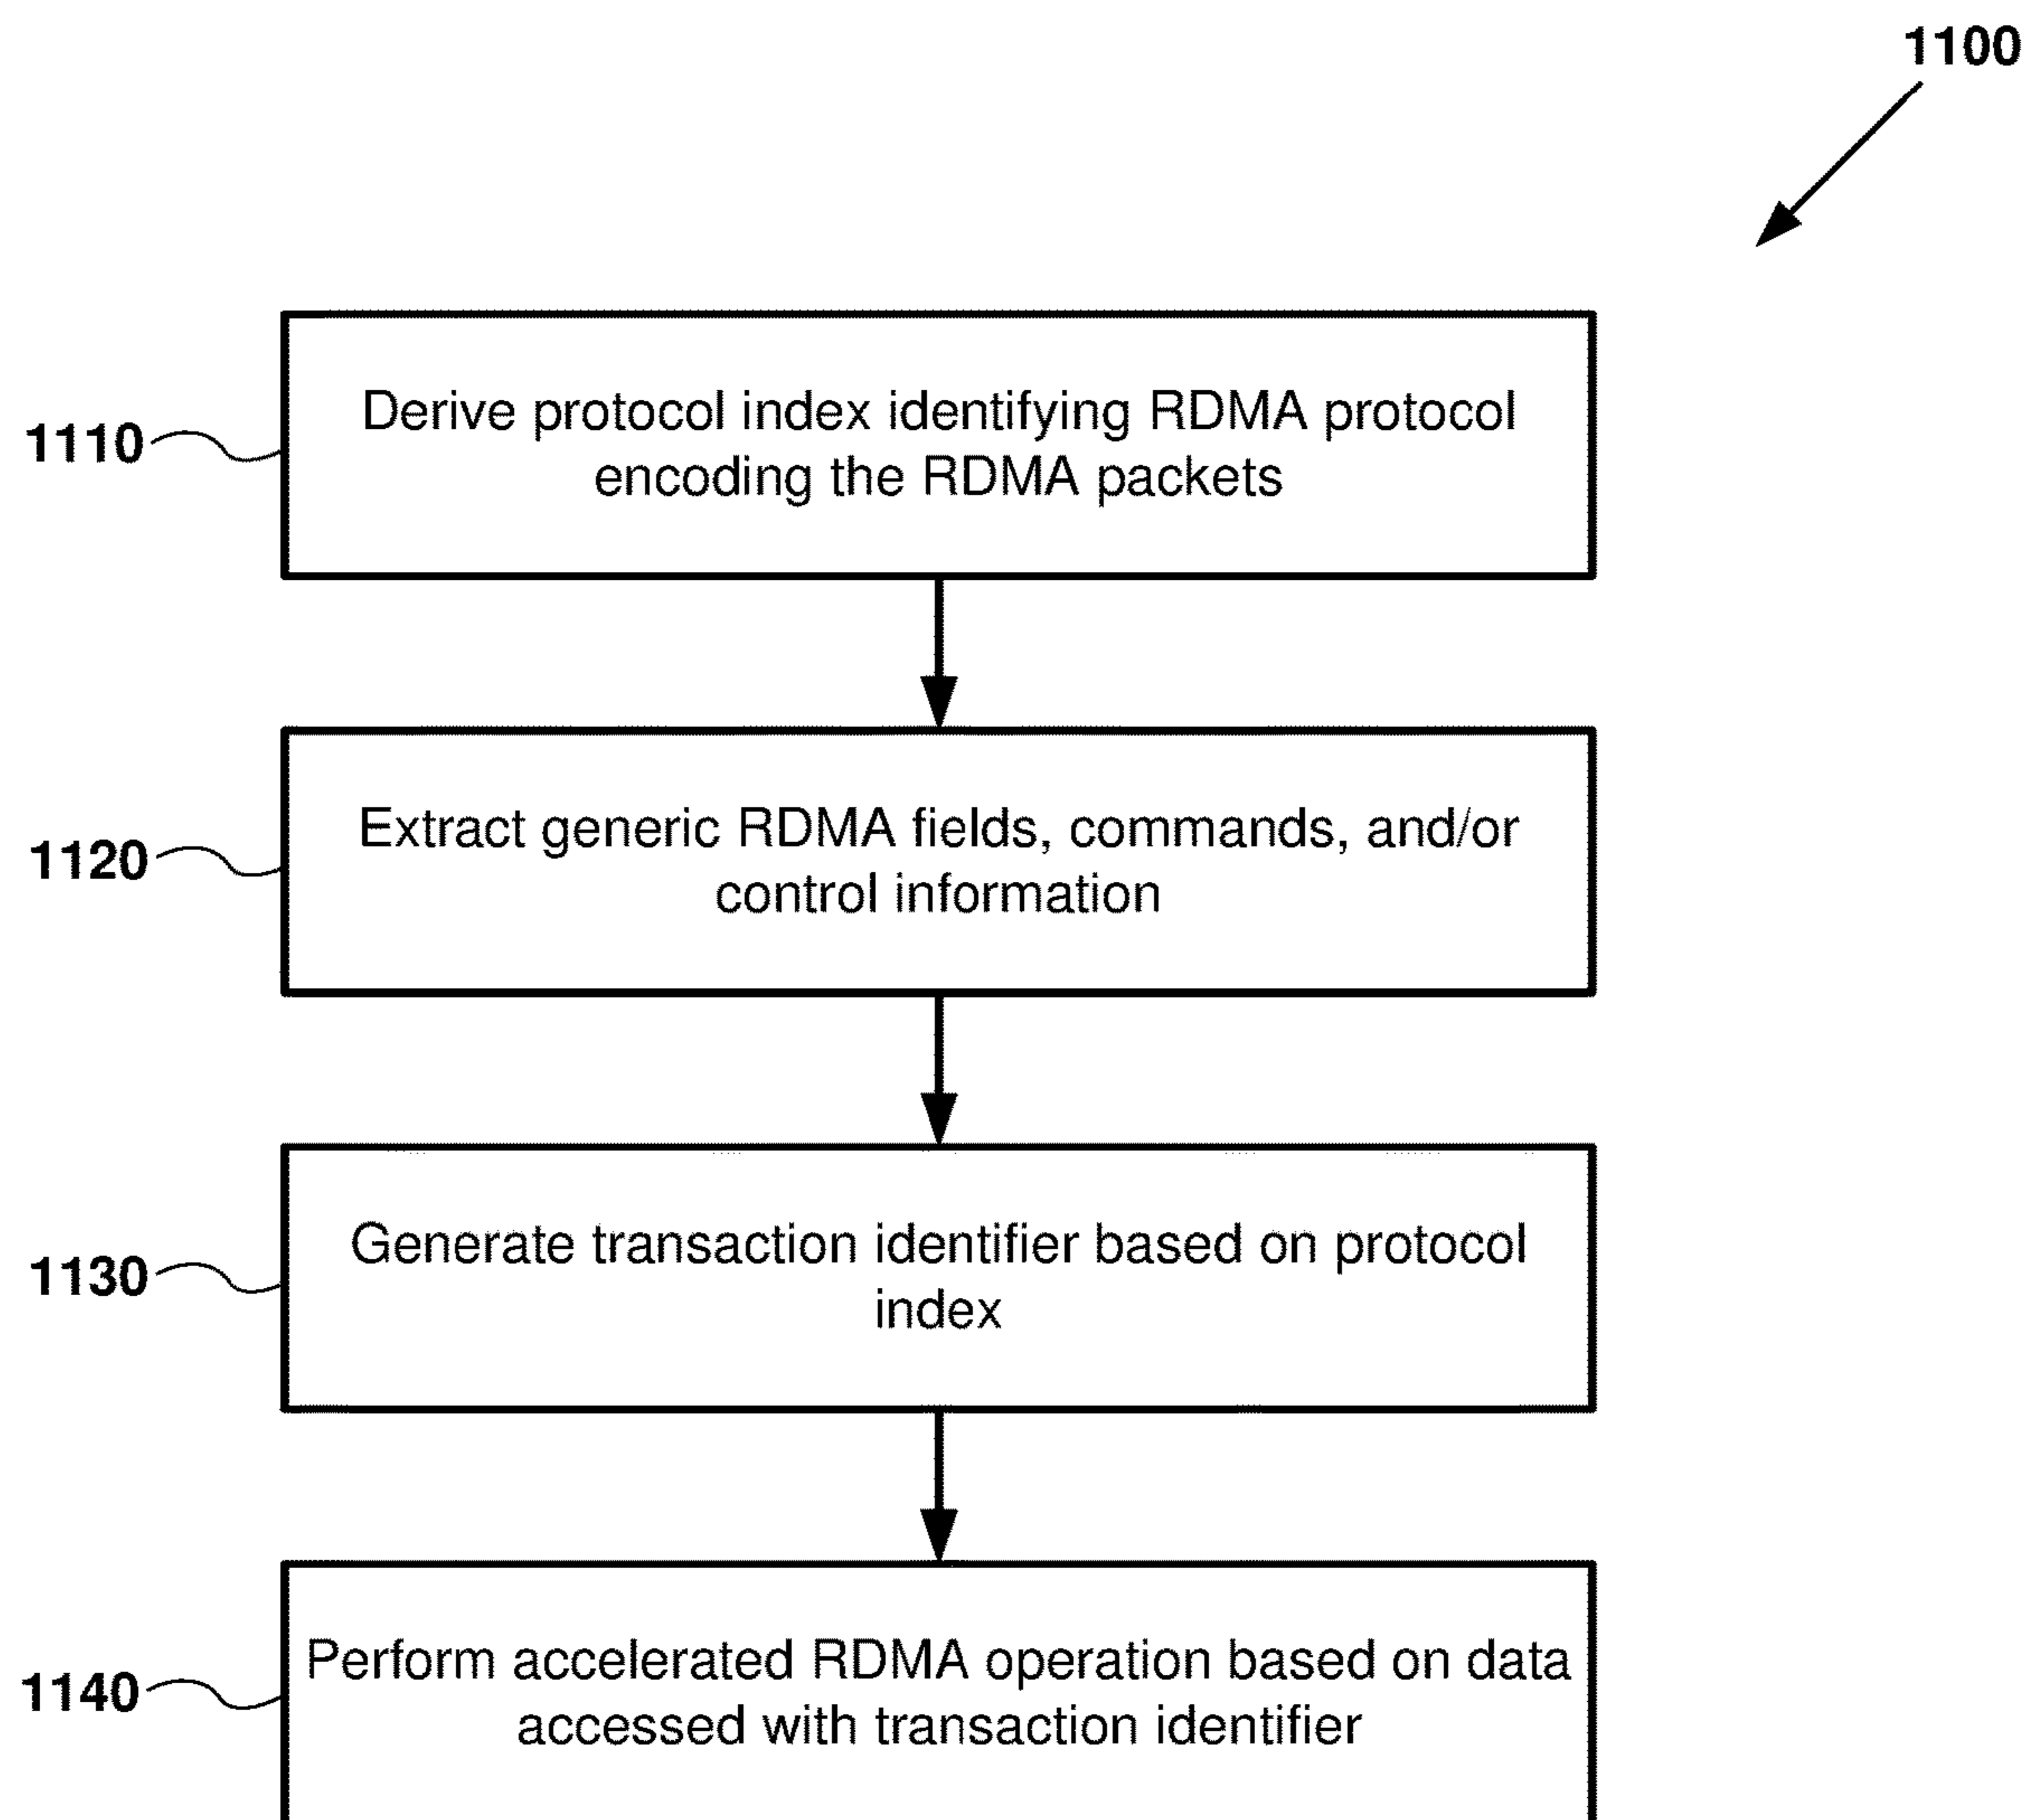 1100
1110
Derive protocol index identifying RDMA protocol
encoding the RDMA packets
1120
Extract generic RDMA fields, commands, and/or
control information
1130
Generate transaction identifier based on protocol
index
1140
Perform accelerated RDMA operation based on data
accessed with transaction identifier